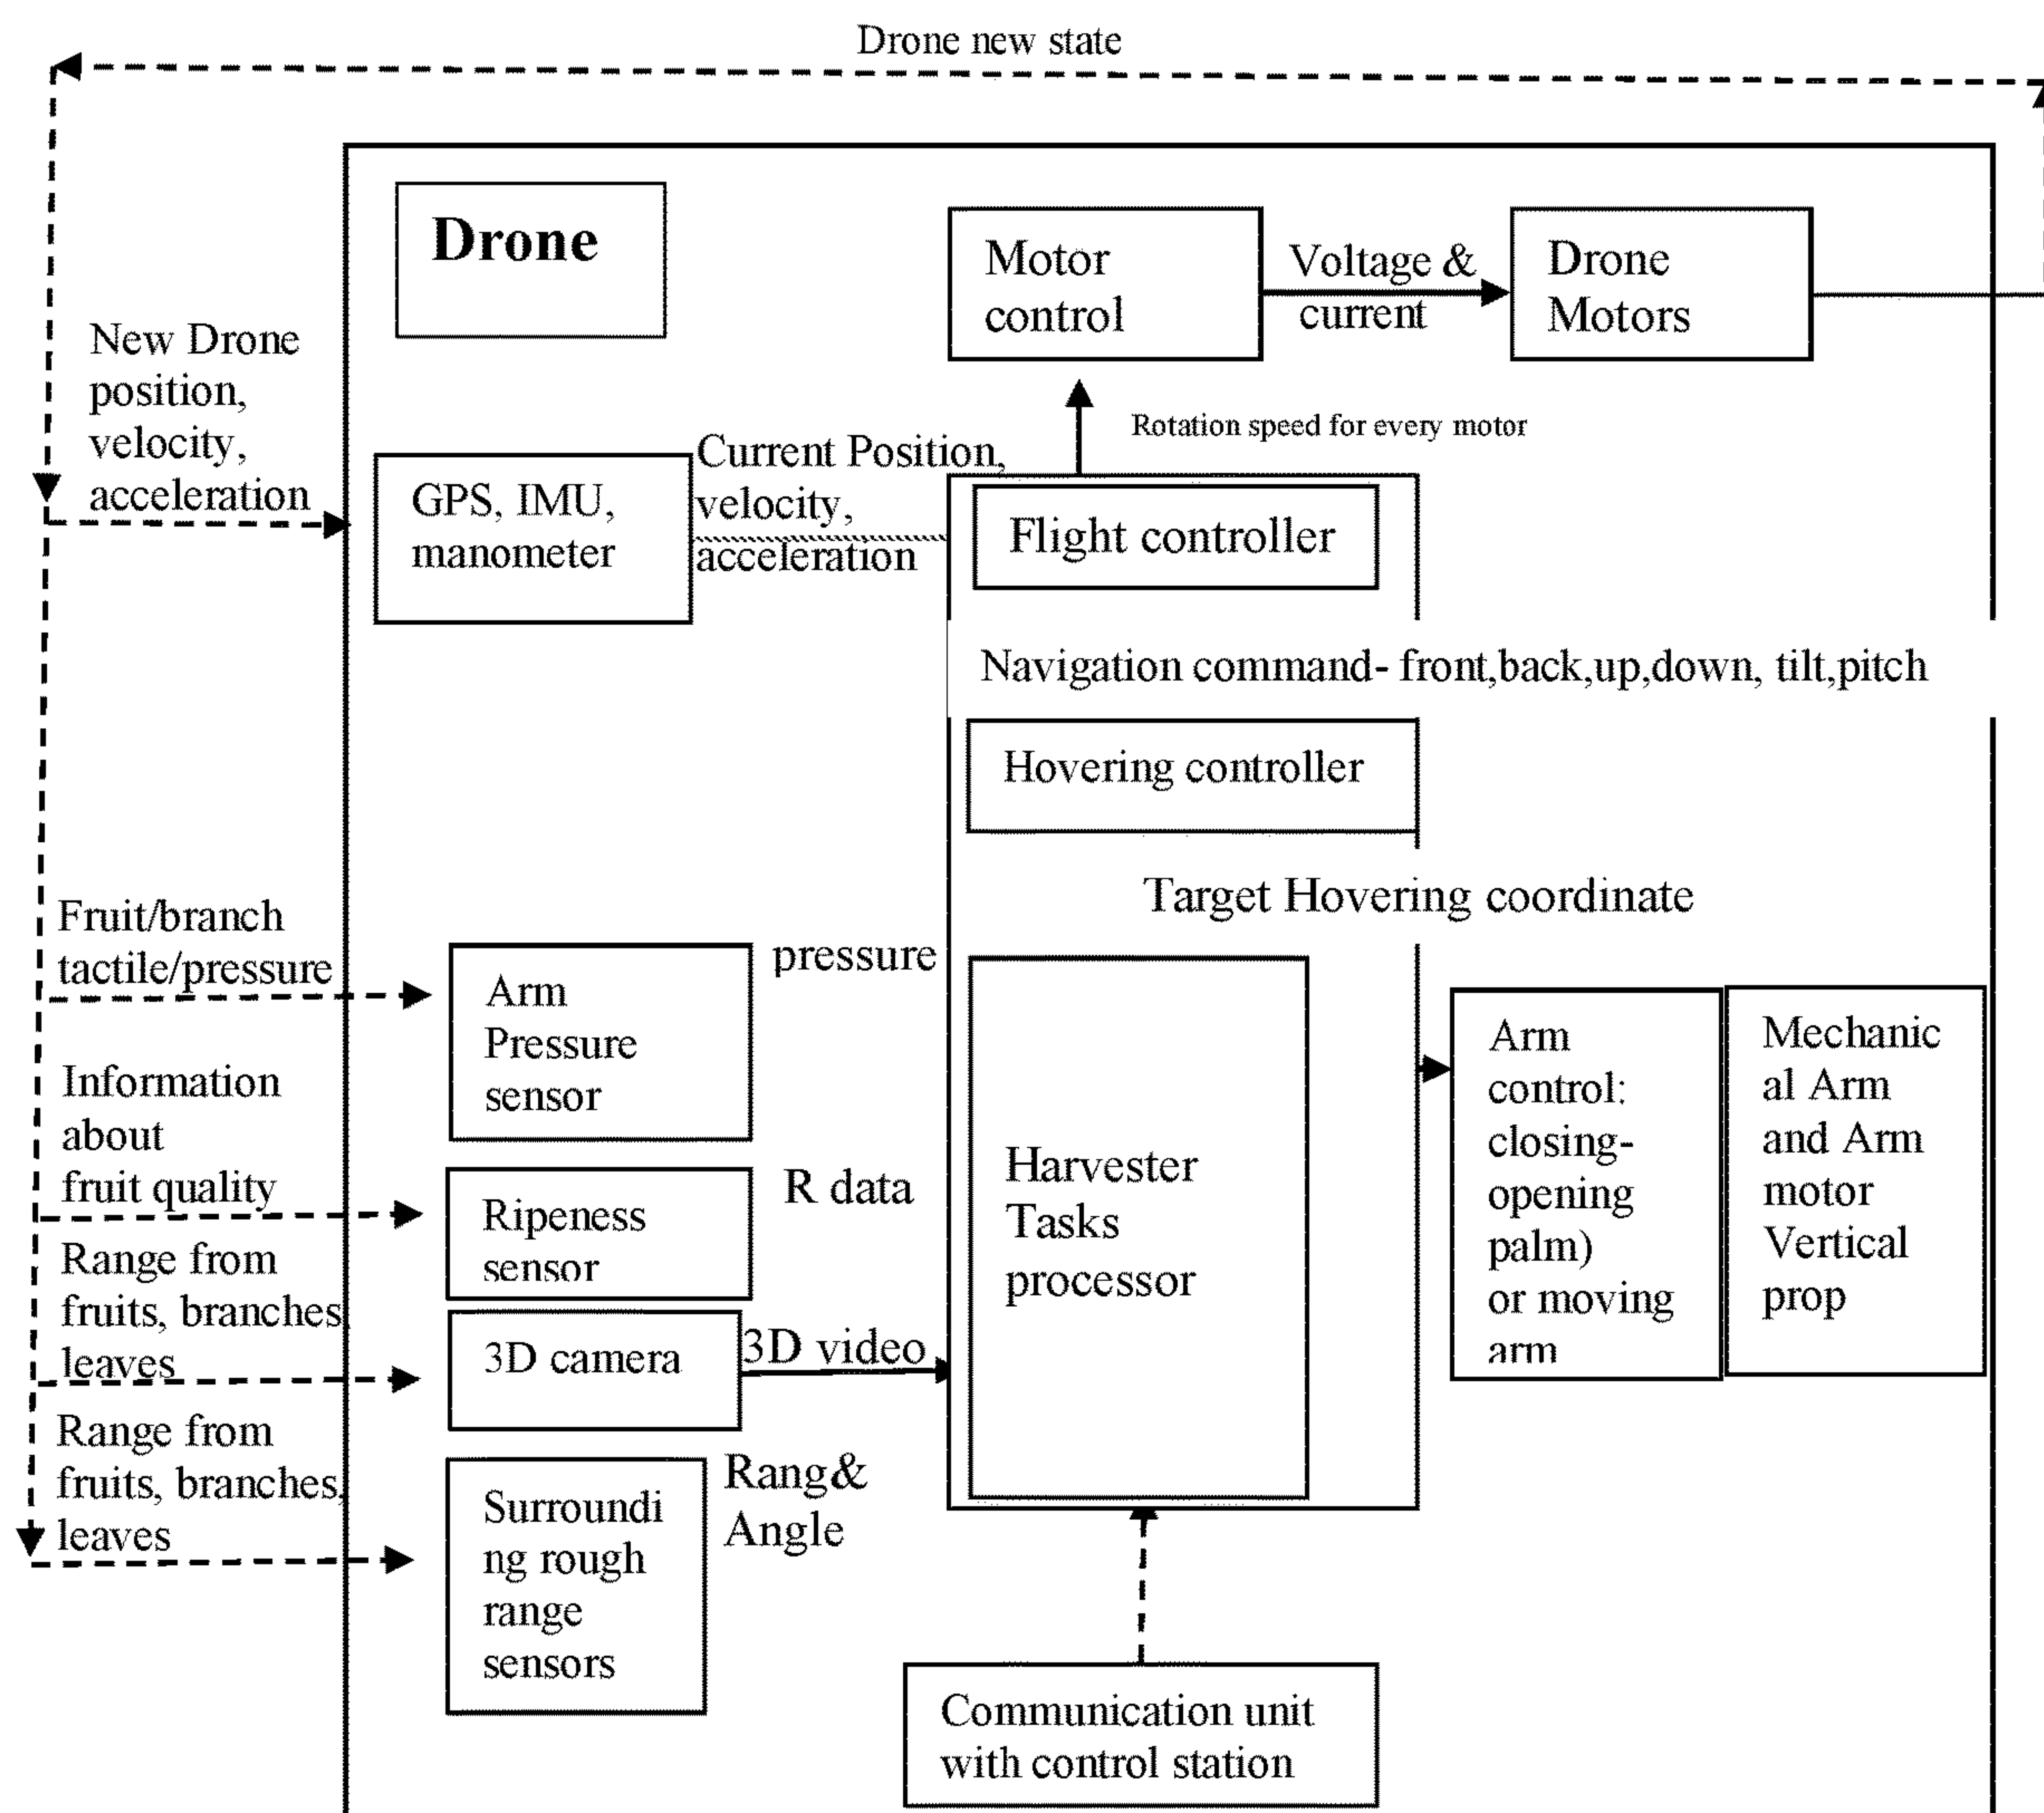 Drone new state
Drone
Motor
control
Voltage &
current
Drone
Motors
New Drone
position,
velocity,
acceleration
Rotation speed for every motor
GPS, IMU,
manometer
Current Position,
velocity,
acceleration
Flight controller
Navigation command- front,back,up,down, tilt,pitch
Hovering controller
Target Hovering coordinate
Fruit/branch
tactile/pressure
Arm
Pressure
sensor
pressure
Information
about
fruit quality
Ripeness
sensor
R data
Range from
fruits, branches,
leaves
3D camera
3D video
Range from
fruits, branches,
leaves
Surroundi
ng rough
range
sensors
Rang&
Angle
Harvester
Tasks
processor
Arm
control:
closing-
opening
palm)
or moving
arm
Mechanic
al Arm
and Arm
motor
Vertical
prop
Communication unit
with control station